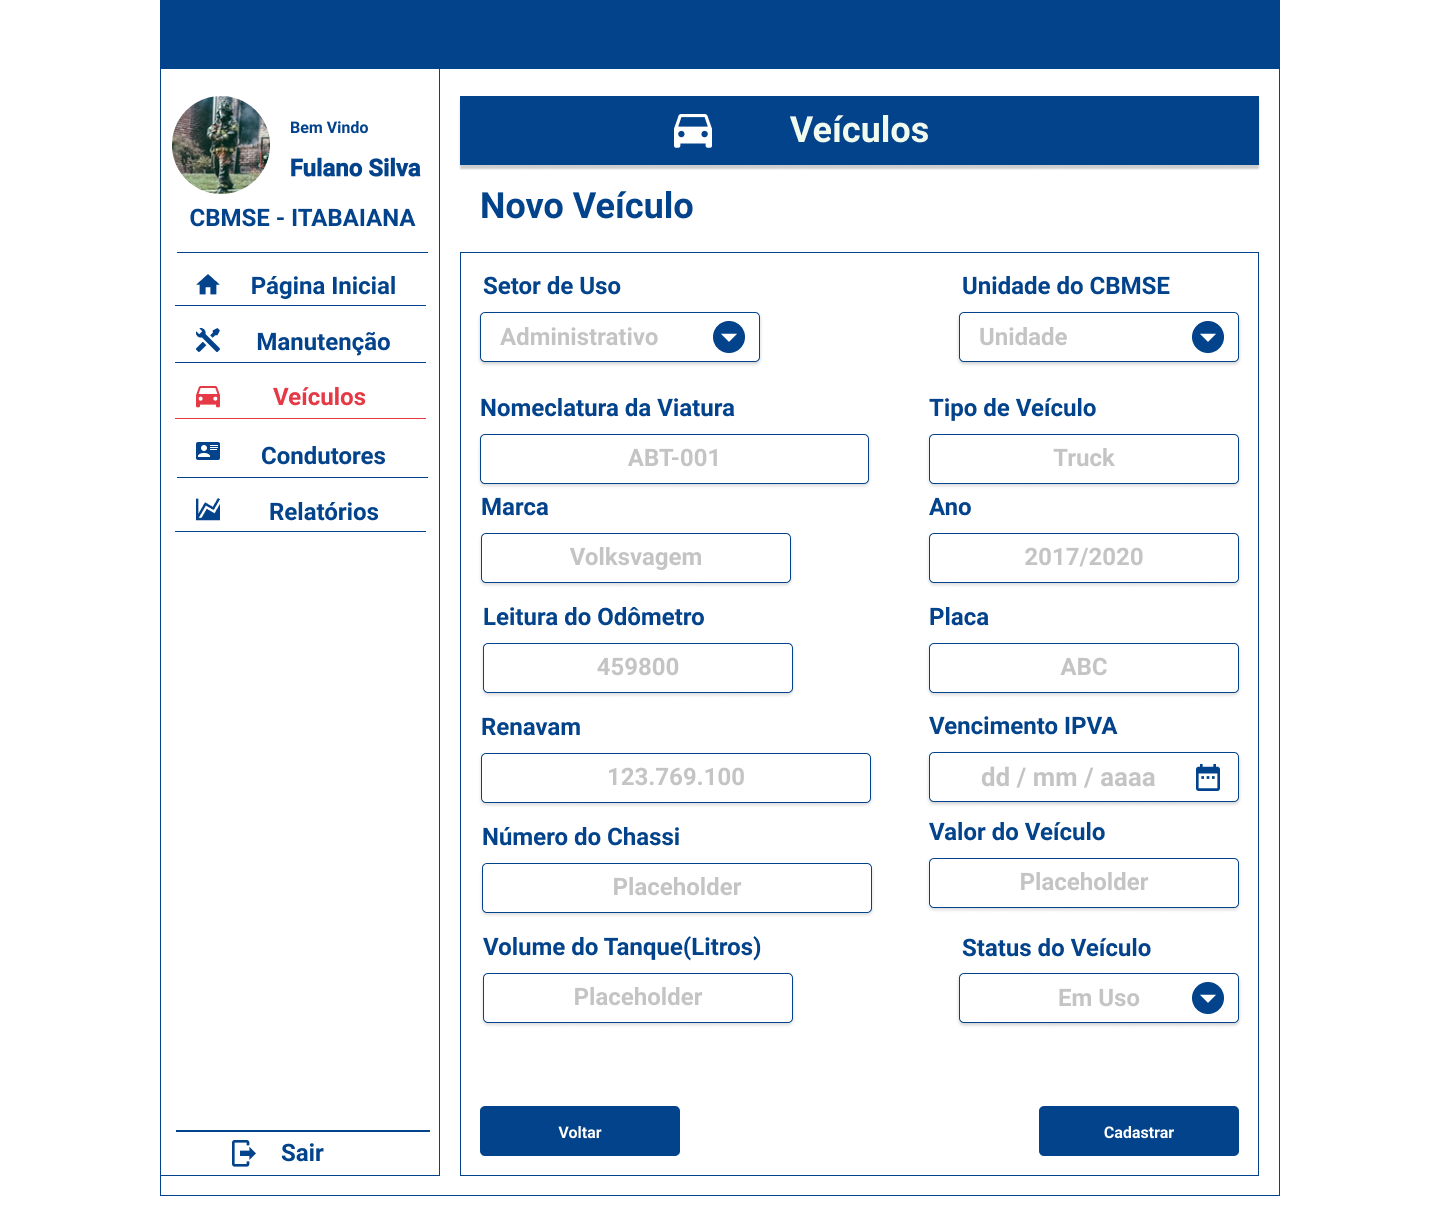 Bem Vindo
Fulano Silva
CBMSE - ITABAIANA
Página Inicial
Manutenção
Veículos
Condutores
Relatórios
Sair
Veículos
Novo Veículo
Setor de Uso
Administrativo
Unidade do CBMSE
Unidade
Nomeclatura da Viatura
ABT-001
Tipo de Veículo
Truck
Marca
Volksvagem
Ano
2017/2020
Leitura do Odômetro
459800
Placa
ABC
Renavam
123.769.100
Vencimento IPVA
dd / mm / aaaa
Número do Chassi
Placeholder
Valor do Veículo
Placeholder
Volume do Tanque(Litros)
Placeholder
Status do Veículo
Em Uso
Voltar
Cadastrar